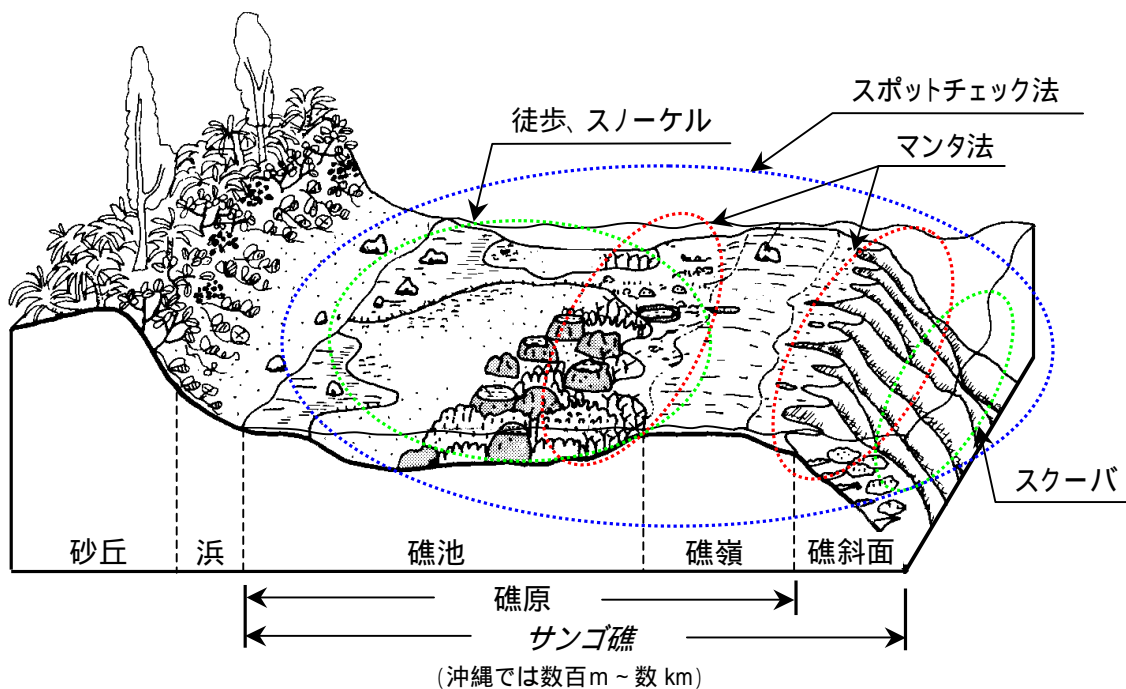 スポットチェック法
徒歩、スノーケル
マンタ法
スクーバ
砂丘
浜
礁池
礁嶺
礁斜面
礁原
サンゴ礁
(沖縄では数百m ~ 数 km)